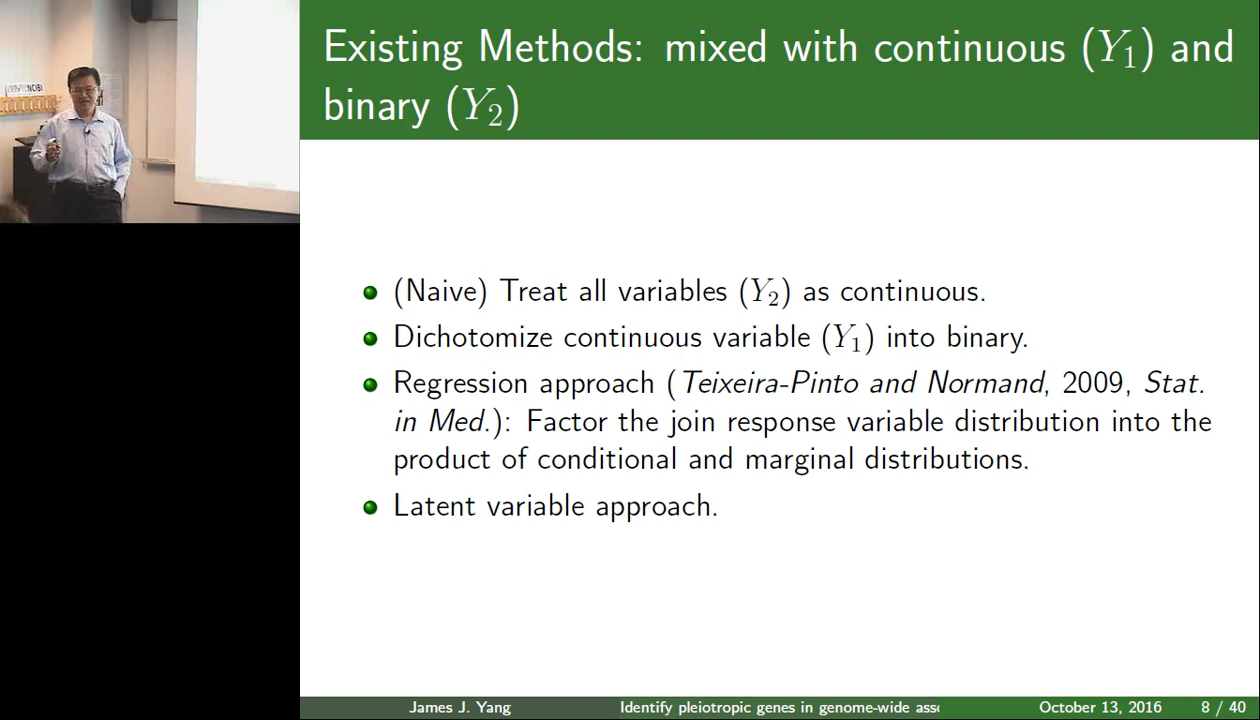 Existing Methods: mixed with continuous (Y₁) and
binary (Y₂)
(Naive) Treat all variables (Y₂) as continuous.
Dichotomize continuous variable (Y₁) into binary.
Regression approach (Teixeira-Pinto and Normand, 2009, Stat.
in Med.): Factor the join response variable distribution into the
product of conditional and marginal distributions.
Latent variable approach.
James J. Yang Identify pleiotropic genes in genome-wide ass October 13, 2016 8 / 40